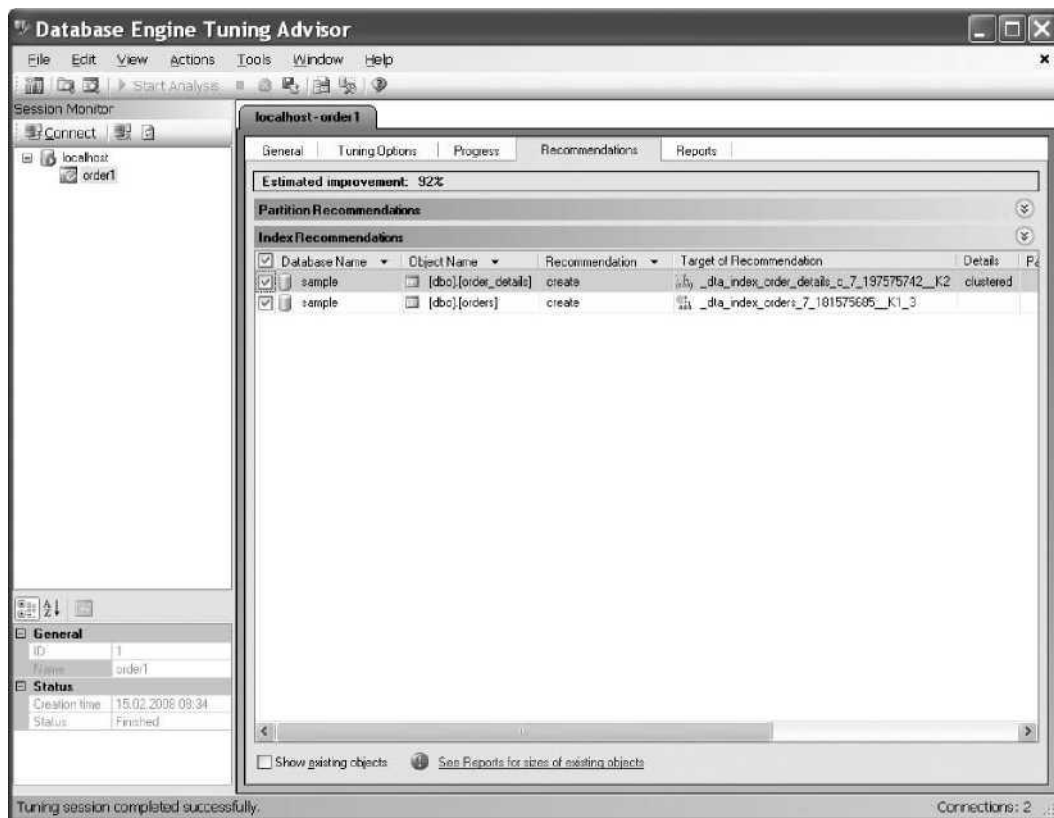 Database Engine Tuning Advisor
File Edit View Actions Tools Window Help
Start Analysis
Session Monitor
Connect
localhost
order1
localhost - order1
General Tuning Options Progress Recommendations Reports
Estimated improvement: 92%
Partition Recommendations
Index Recommendations
Database Name Object Name Recommendation Target of Recommendation Details Pa
sample [dbo].[order_details] create _dta_index_order_details_c_7_197575742__K2 clustered
sample [dbo].[orders] create _dta_index_orders_7_181575685__K1_3
General
ID 1
Name order1
Status
Creation time 15.02.2008 08:34
Status Finished
Show existing objects See Reports for sizes of existing objects
Tuning session completed successfully. Connections: 2